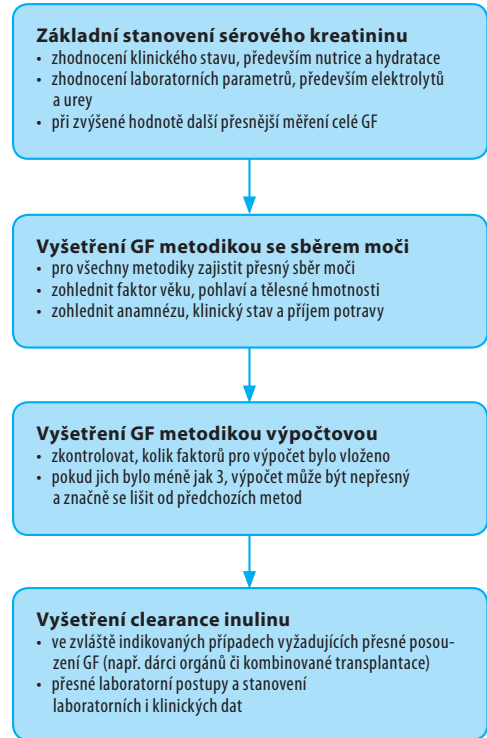 Základní stanovení sérového kreatininu
• zhodnocení klinického stavu, především nutrice a hydratace
• zhodnocení laboratorních parametrů, především elektrolytů
a urey
• při zvýšené hodnotě další přesnější měření celé GF
Vyšetření GF metodikou se sběrem moči
• pro všechny metodiky zajistit přesný sběr moči
• zohlednit faktor věku, pohlaví a tělesné hmotnosti
• zohlednit anamnézu, klinický stav a příjem potravy
Vyšetření GF metodikou výpočtovou
• zkontrolovat, kolik faktorů pro výpočet bylo vloženo
• pokud jich bylo méně jak 3, výpočet může být nepřesný
a značně se lišit od předchozích metod
Vyšetření clearance inulinu
• ve zvláště indikovaných případech vyžadujících přesné posou-
zení GF (např. dárci orgánů či kombinované transplantace)
• přesné laboratorní postupy a stanovení
laboratorních i klinických dat